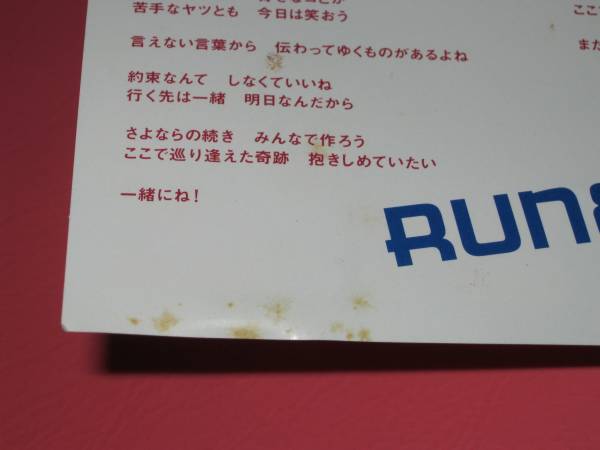 苦手なヤツとも 今日は笑おう
言えない言葉から 伝わってゆくものがあるよね
約束なんて しなくていいね
行く先は一緒 明日なんだから
さよならの続き みんなで作ろう
ここで巡り逢えた奇跡 抱きしめていたい
一緒にね!
ここで
また
RUN&